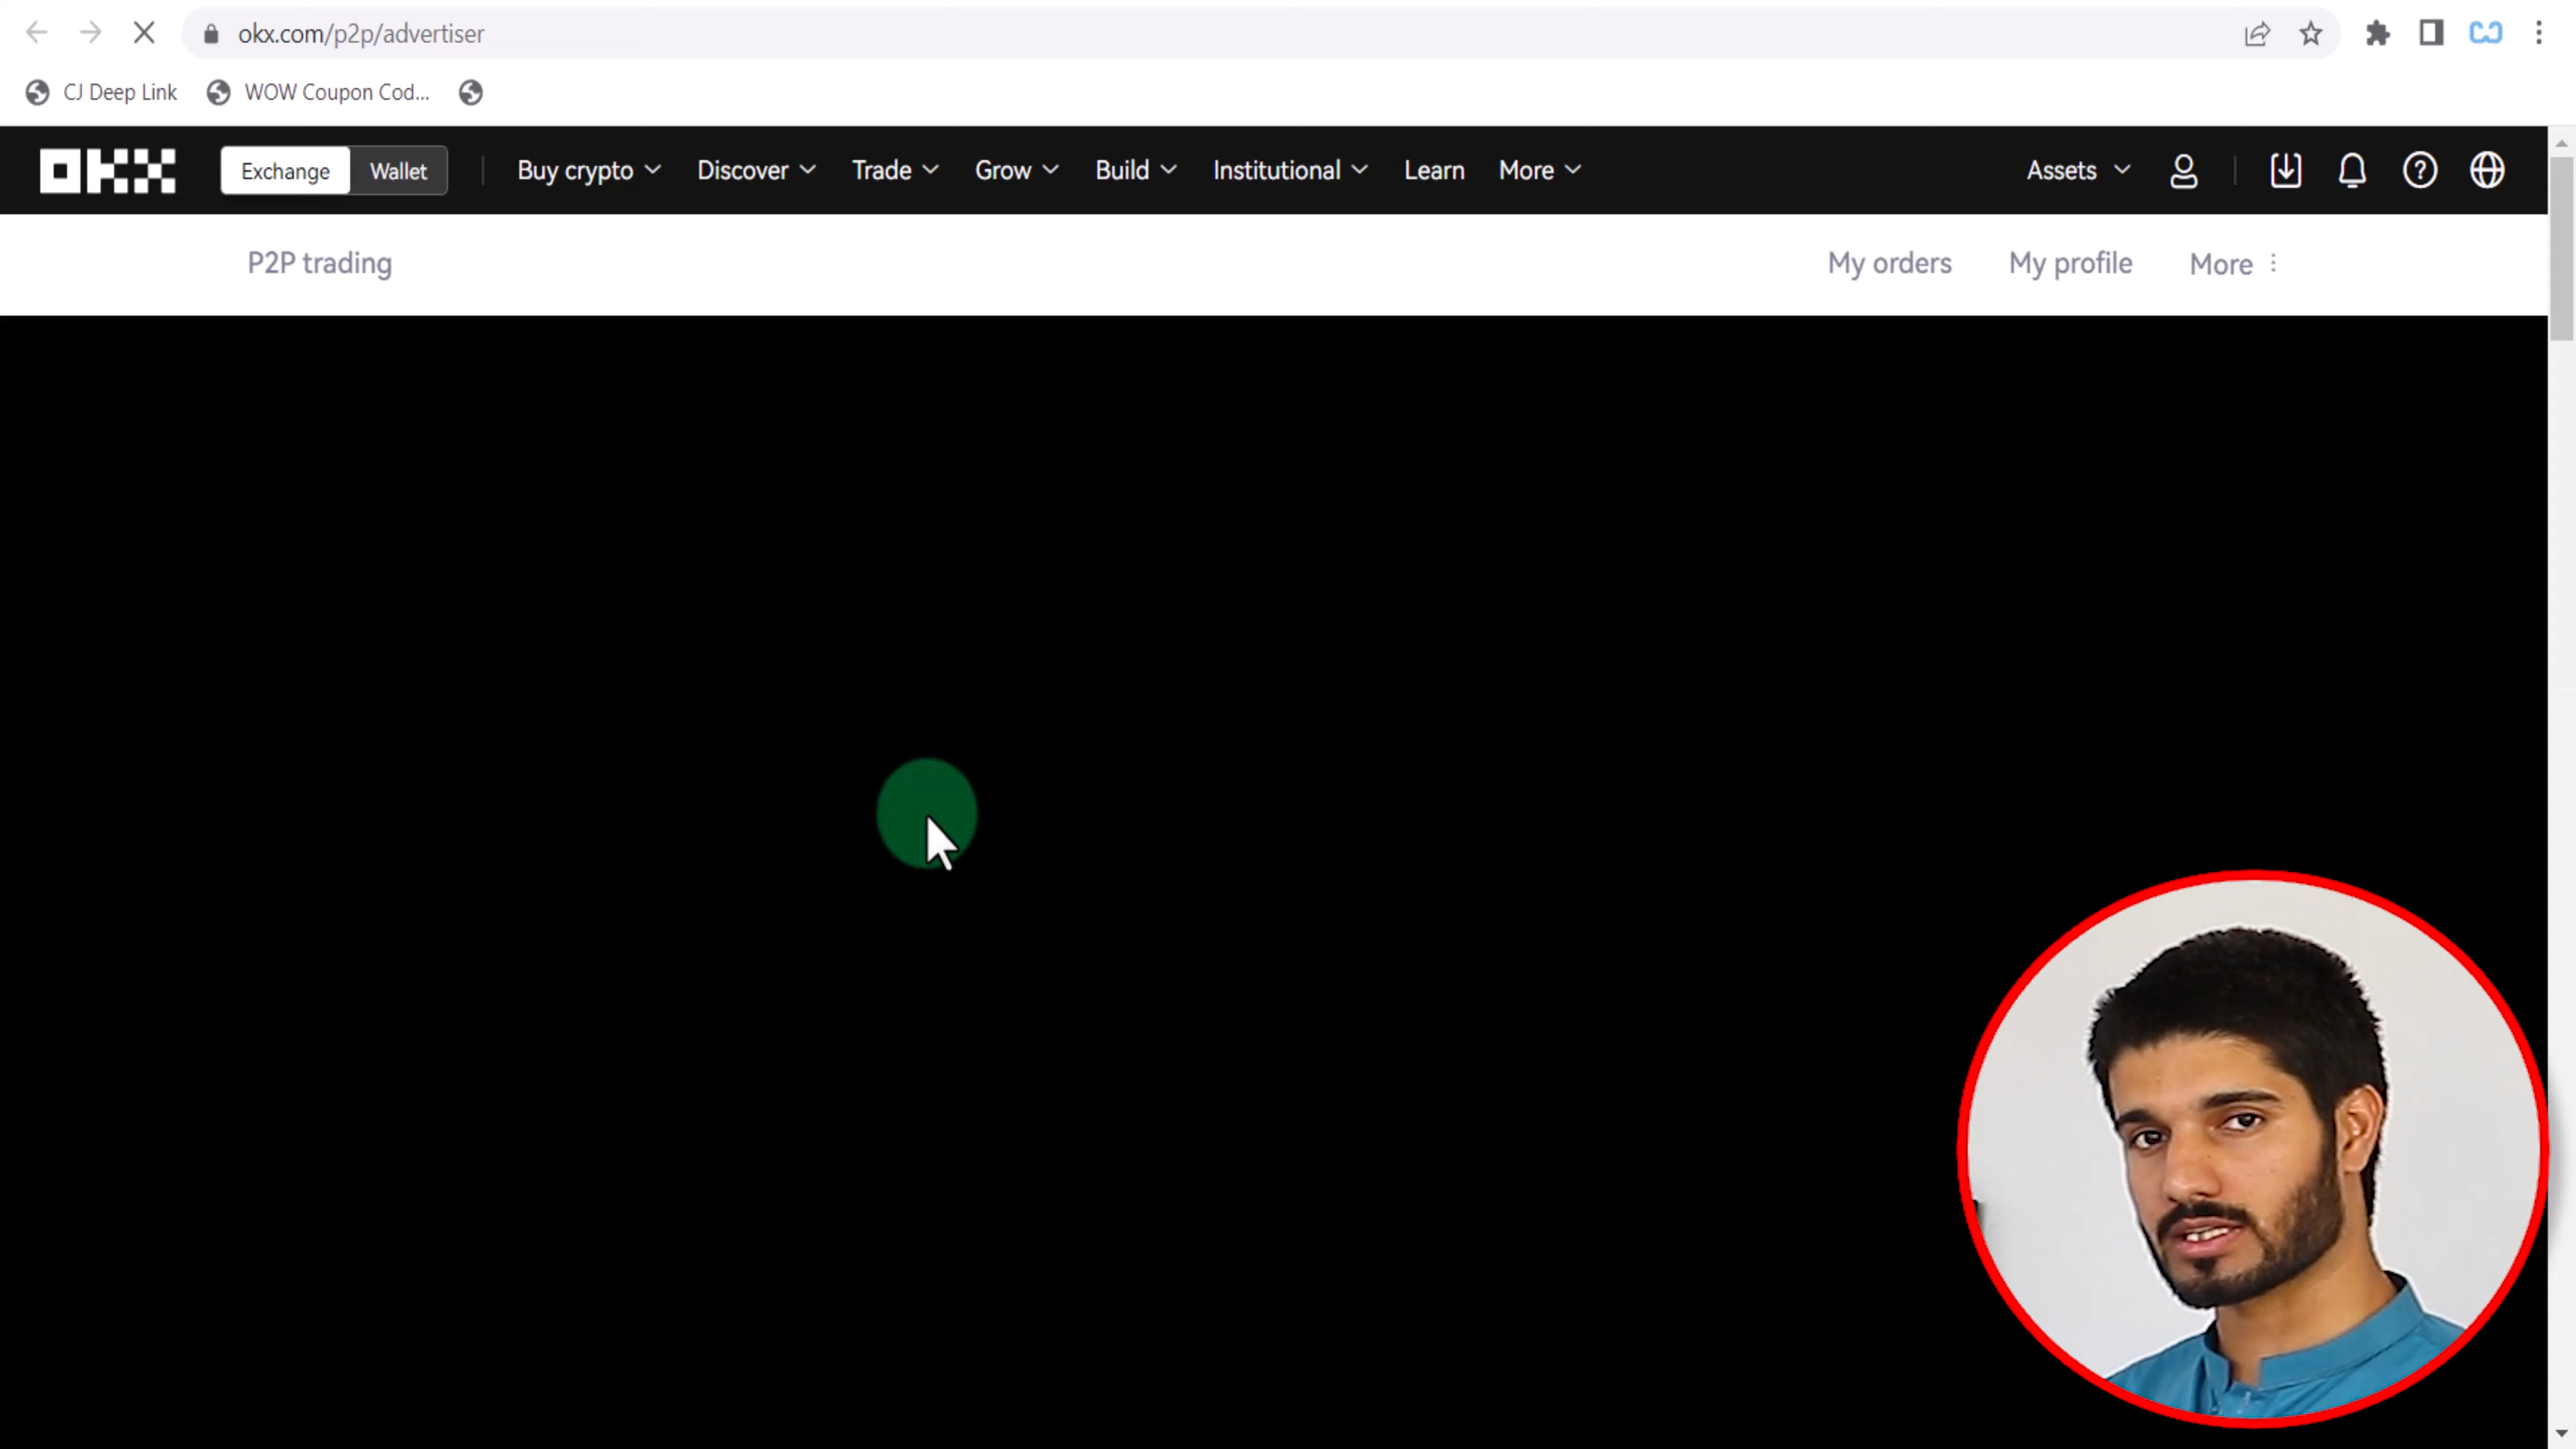 okx.com/p2p/advertiser
CJ Deep Link WOW Coupon Cod...
OKX Exchange Wallet Buy crypto Discover Trade Grow Build Institutional Learn More Assets
P2P trading My orders My profile More